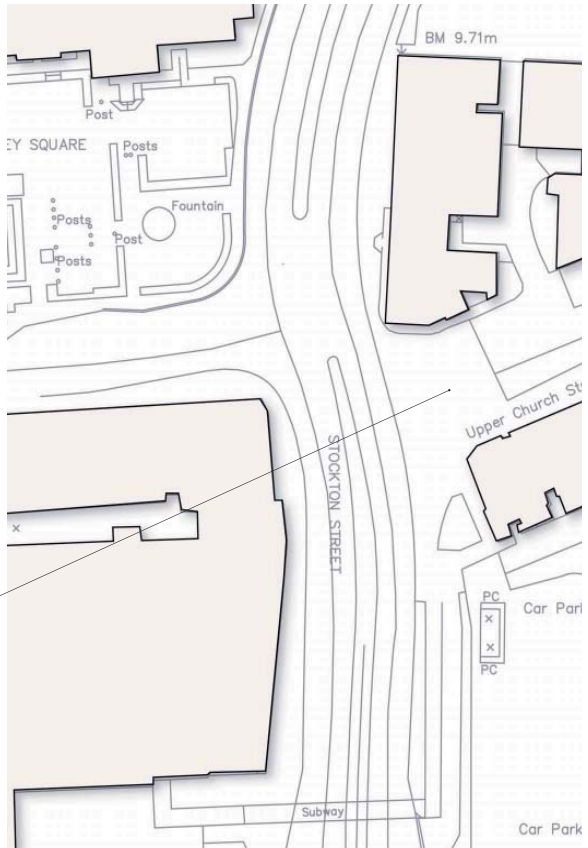 BM 9.71m
Post
EY SQUARE
Posts
Fountain
Posts
Post
Posts
Upper Church St
STOCKTON STREET
PC
Car Park
PC
Subway
Car Park